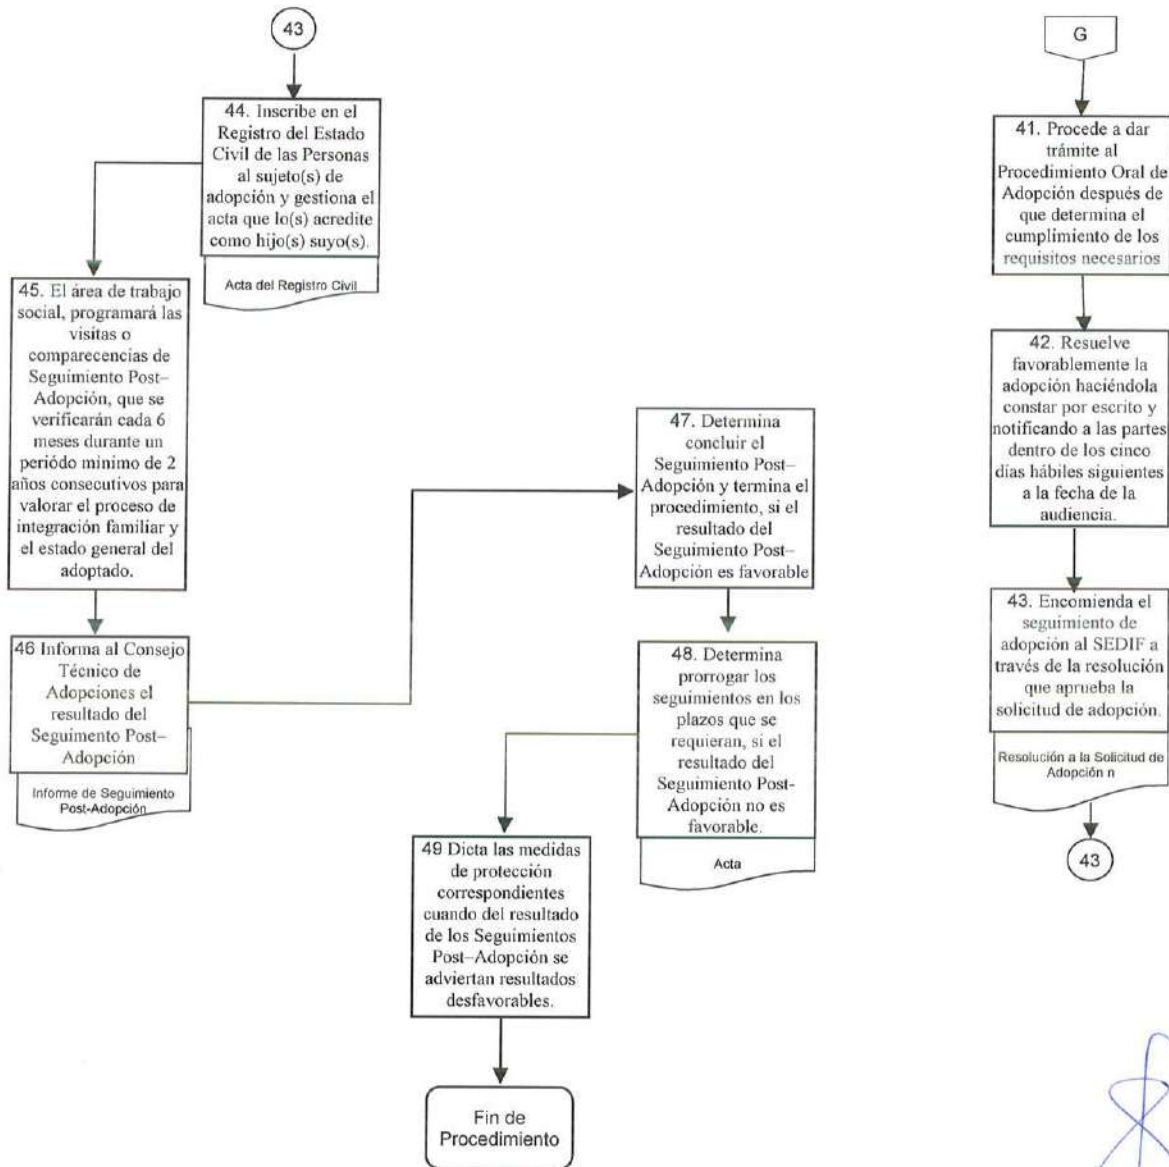 43
44. Inscribe en el
Registro del Estado
Civil de las Personas
al sujeto(s) de
adopción y gestiona el
acta que lo(s) acredite
como hijo(s) suyo(s).
Acta del Registro Civil
45. El área de trabajo
social, programará las
visitas o
comparecencias de
Seguimiento Post–
Adopción, que se
verificarán cada 6
meses durante un
periódo mínimo de 2
años consecutivos para
valorar el proceso de
integración familiar y
el estado general del
adoptado.
46 Informa al Consejo
Técnico de
Adopciones el
resultado del
Seguimento Post–
Adopción
Informe de Seguimiento
Post-Adopción
47. Determina
concluir el
Seguimiento Post–
Adopción y termina el
procedimiento, si el
resultado del
Seguimiento Post–
Adopción es favorable
48. Determina
prorrogar los
seguimientos en los
plazos que se
requieran, si el
resultado del
Seguimiento Post-
Adopción no es
favorable.
Acta
49 Dicta las medidas
de protección
correspondientes
cuando del resultado
de los Seguimientos
Post–Adopción se
adviertan resultados
desfavorables.
Fin de
Procedimiento
G
41. Procede a dar
trámite al
Procedimiento Oral de
Adopción después de
que determina el
cumplimiento de los
requisitos necesarios
42. Resuelve
favorablemente la
adopción haciéndola
constar por escrito y
notificando a las partes
dentro de los cinco
días hábiles siguientes
a la fecha de la
audiencia.
43. Encomienda el
seguimiento de
adopción al SEDIF a
través de la resolución
que aprueba la
solicitud de adopción.
Resolución a la Solicitud de
Adopción n
43